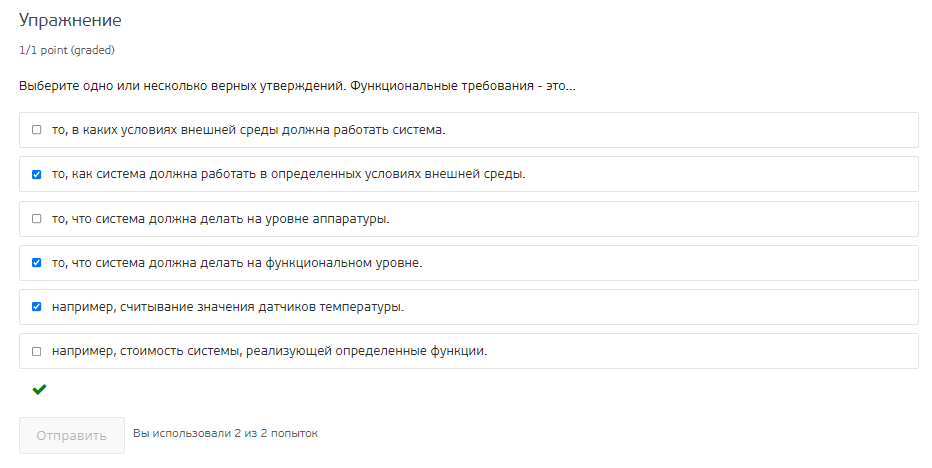 Упражнение
1/1 point (graded)
Выберите одно или несколько верных утверждений. Функциональные требования - это...
то, в каких условиях внешней среды должна работать система.
то, как система должна работать в определенных условиях внешней среды.
то, что система должна делать на уровне аппаратуры.
то, что система должна делать на функциональном уровне.
например, считывание значения датчиков температуры.
например, стоимость системы, реализующей определенные функции.
Отправить
Вы использовали 2 из 2 попыток